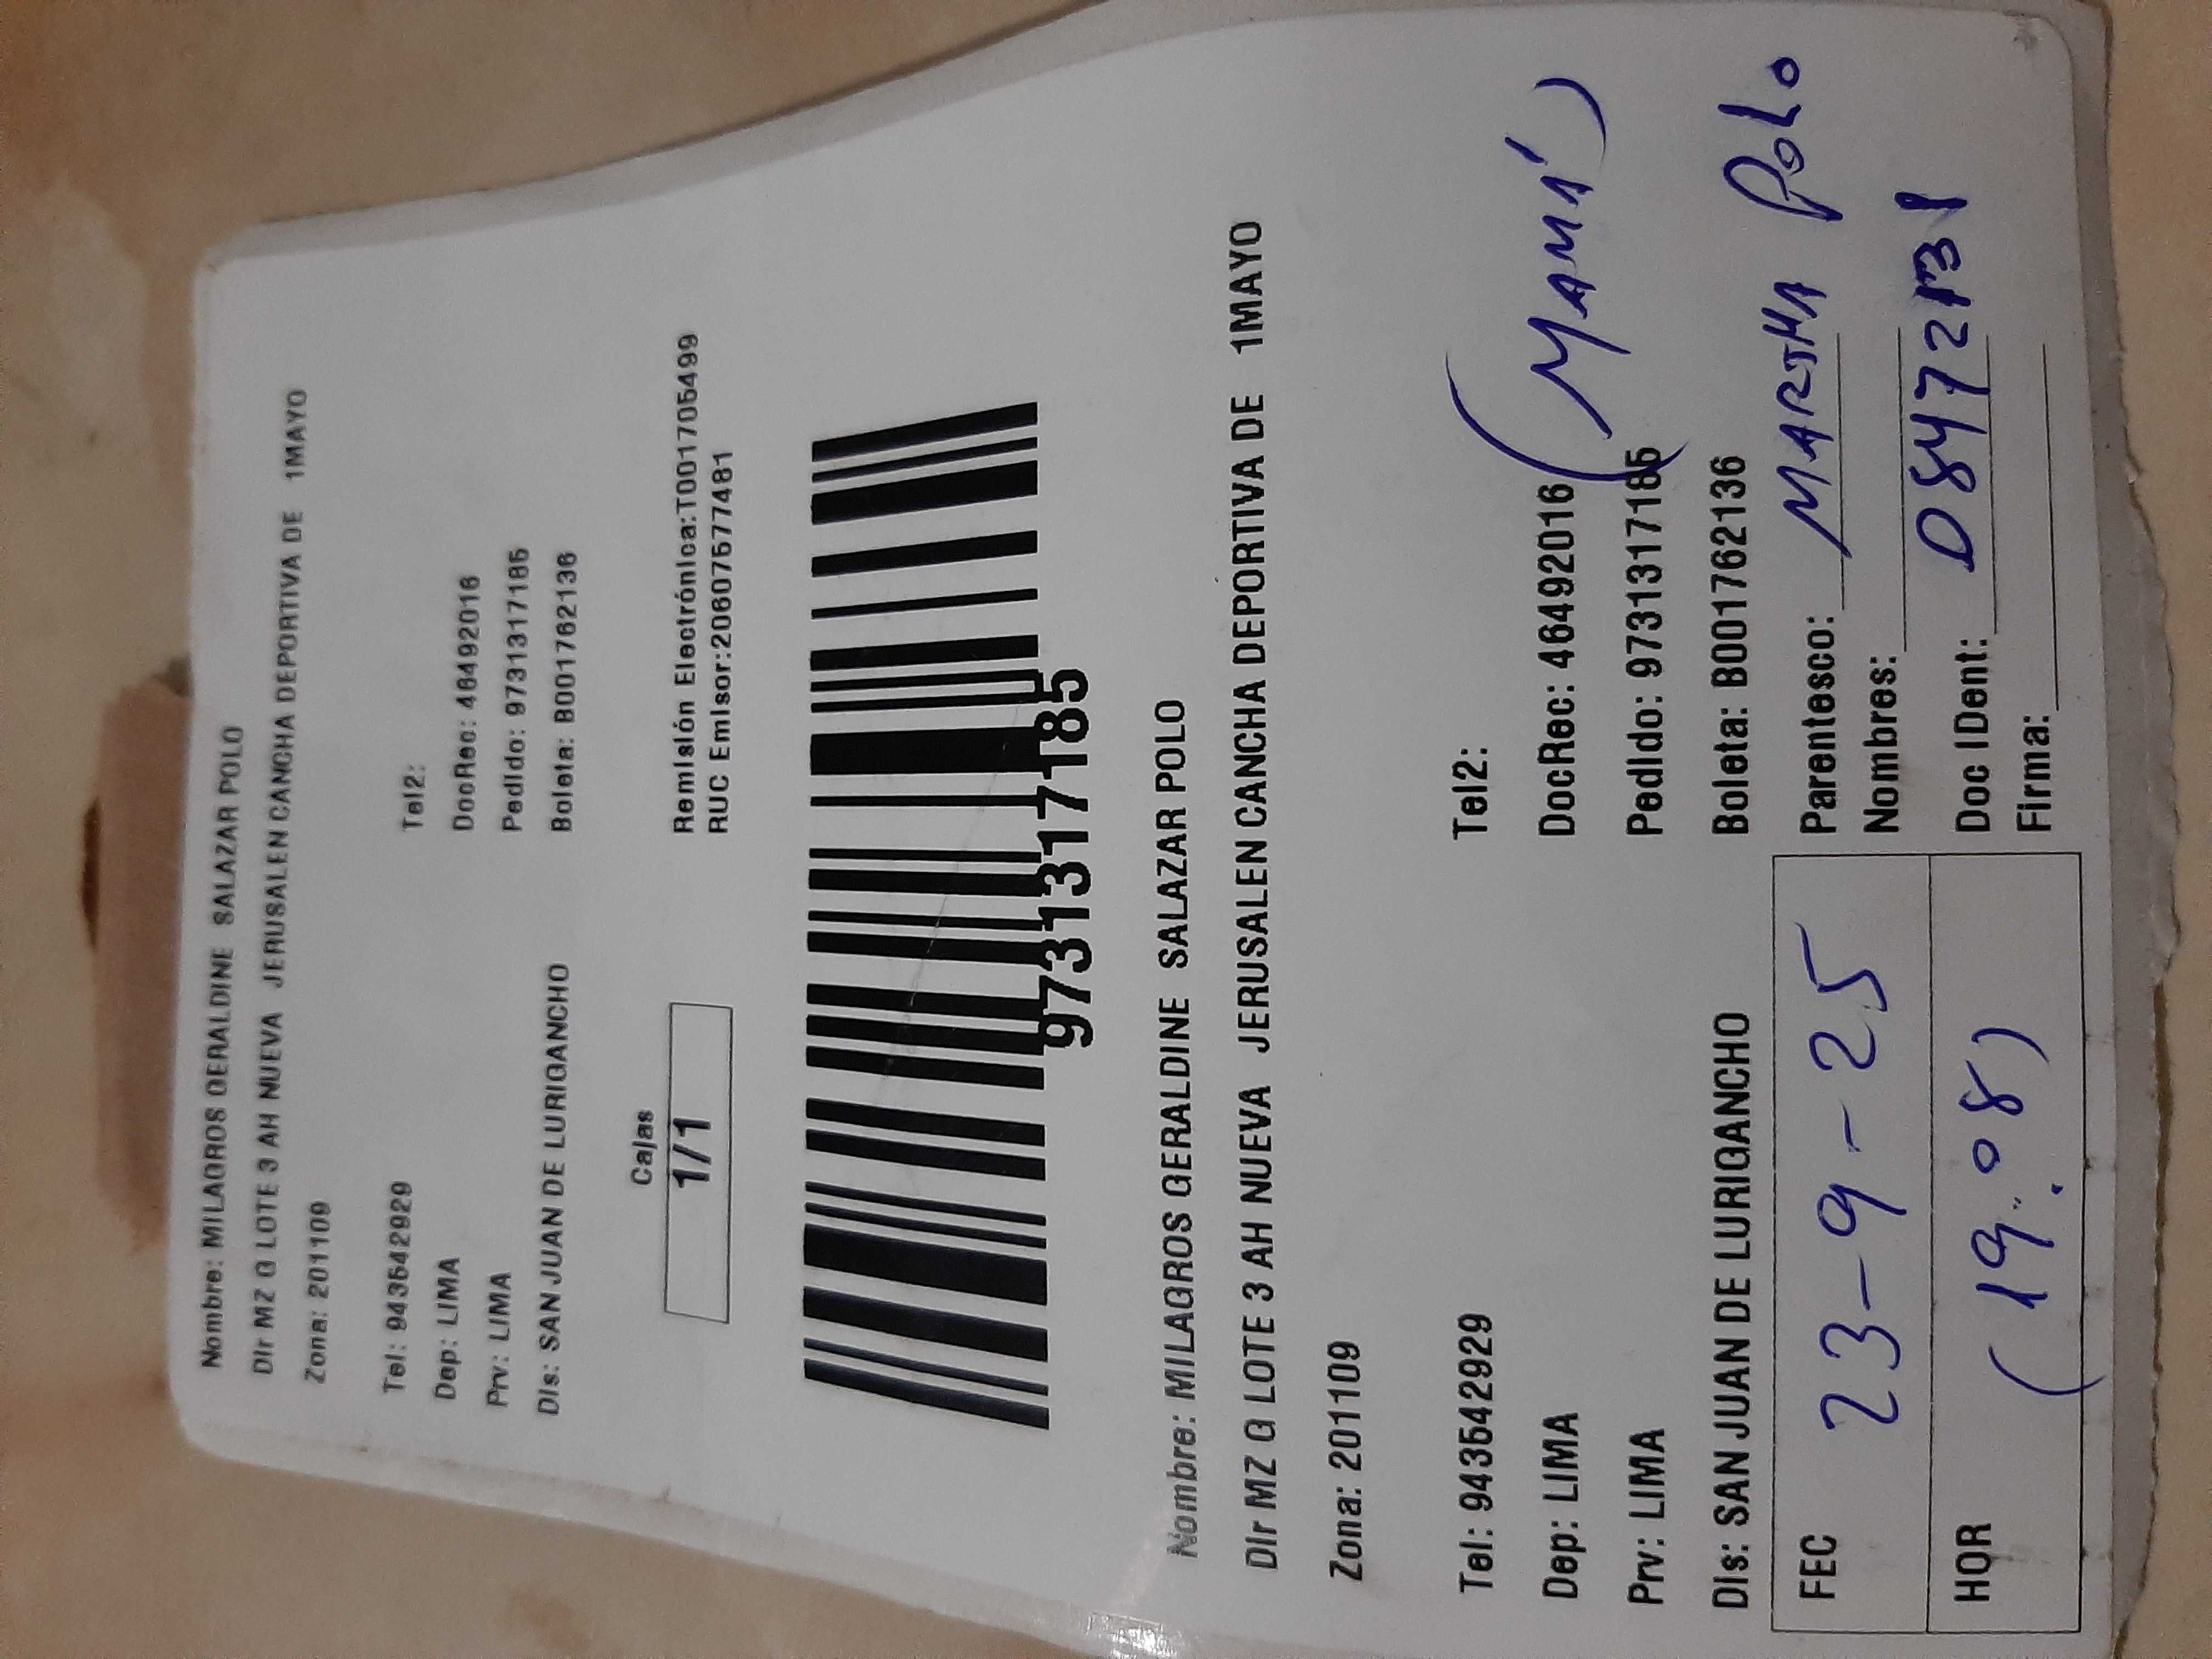 Nombre: MILAGROS GERALDINE SALAZAR POLO
Dir MZ G LOTE 3 AH NUEVA JERUSALEN CANCHA DEPORTIVA DE 1MAYO
Zona: 201109
Tel: 943542929 Tel2:
Dep: LIMA DocRec: 46492016
Prv: LIMA Pedido: 9731317185
Dis: SAN JUAN DE LURIGANCHO Boleta: B001762136
Cajas
1/1
Remisión Electrónica:T001705499
RUC Emisor:20607577481
9731317185
Nombre: MILAGROS GERALDINE SALAZAR POLO
Dir MZ G LOTE 3 AH NUEVA JERUSALEN CANCHA DEPORTIVA DE 1MAYO
Zona: 201109
Tel: 943542929 Tel2:
Dep: LIMA DocRec: 46492016
(MAMÁ)
Prv: LIMA Pedido: 9731317185
Dis: SAN JUAN DE LURIGANCHO Boleta: B001762136
FEC 23-9-25 Parentesco: MARTHA POLO
Nombres:
HOR (19:08) Doc IDent:
Firma: